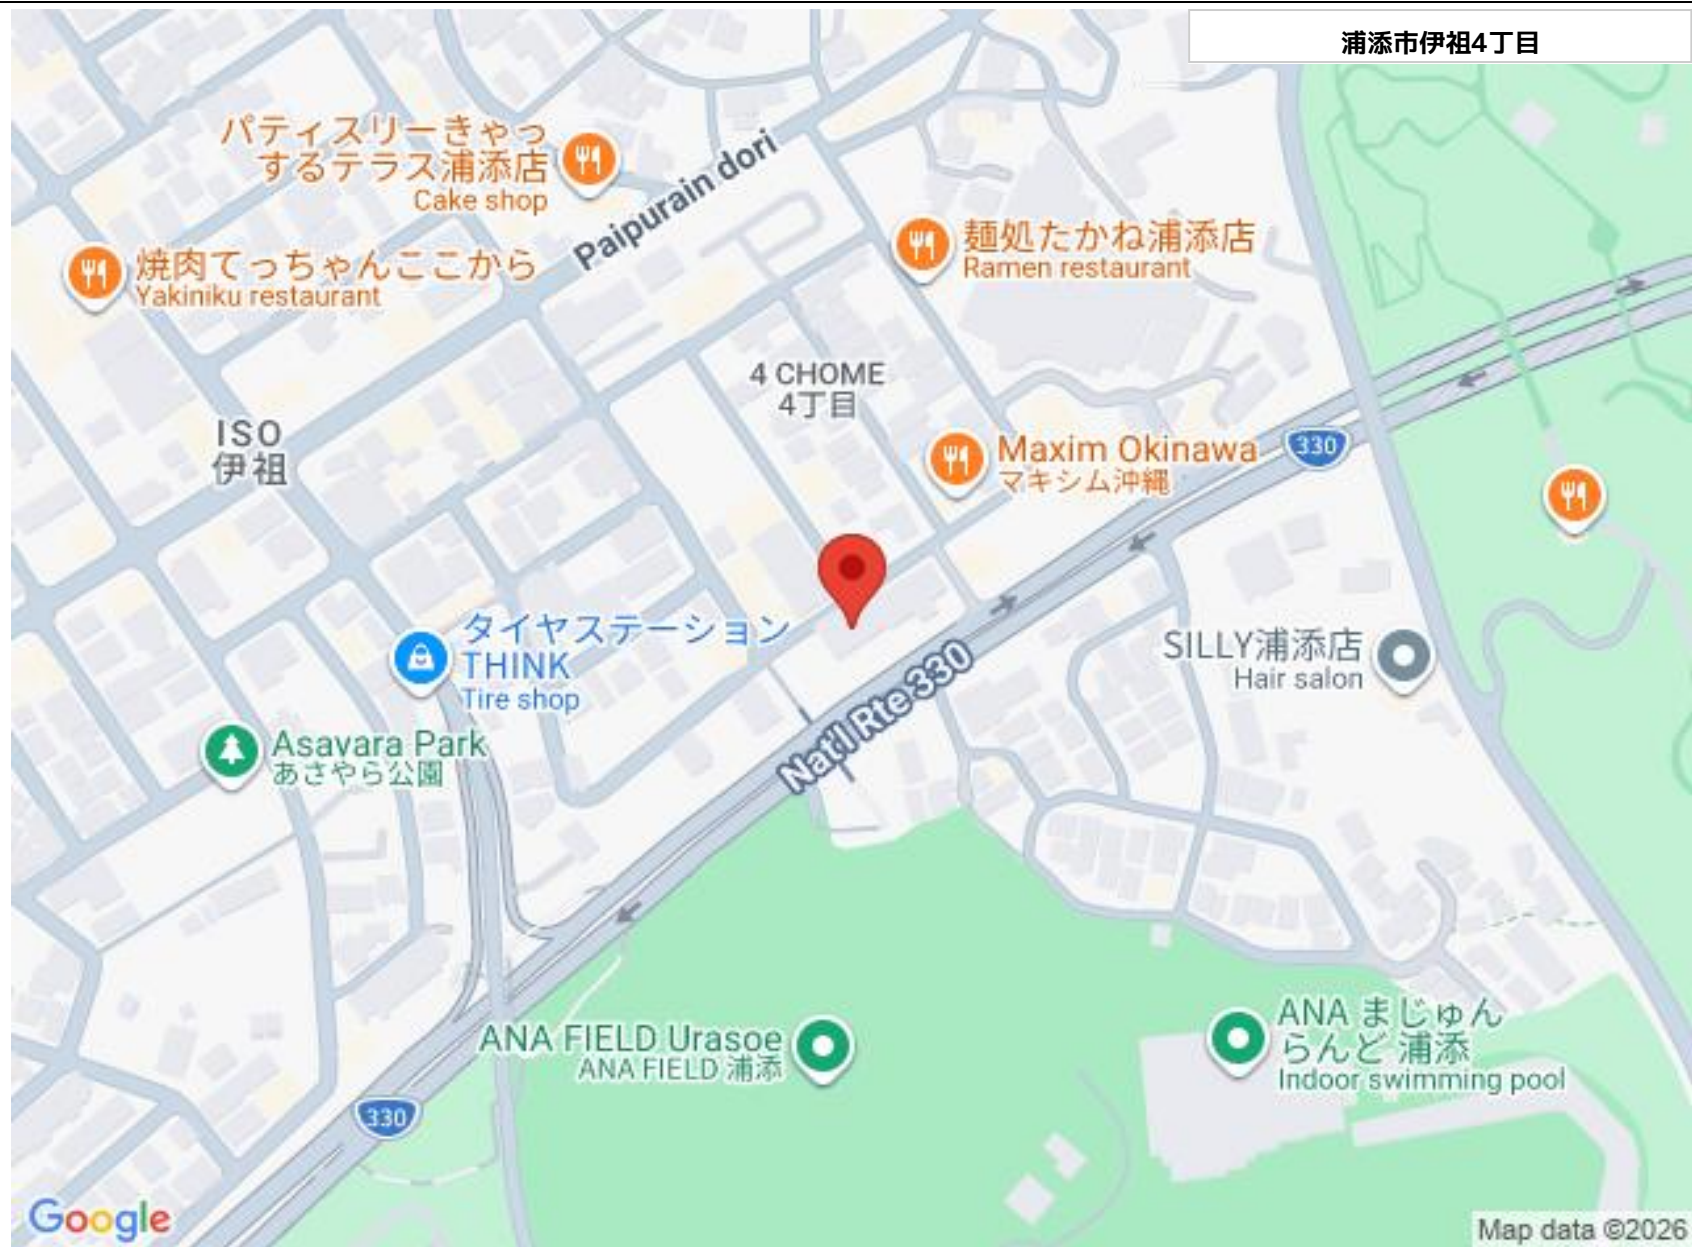 浦添市伊祖4丁目
パティスリーきゃっ
するテラス浦添店
Cake shop
Paipurain dori
焼肉てっちゃんここから
Yakiniku restaurant
麺処たかね浦添店
Ramen restaurant
4 CHOME
4丁目
ISO
伊祖
Maxim Okinawa
マキシム沖縄
330
タイヤステーション
THINK
Tire shop
SILLY浦添店
Hair salon
Nat'l Rte 330
Asavara Park
あさやら公園
ANA FIELD Urasoe
ANA FIELD 浦添
ANA まじゅん
らんど 浦添
Indoor swimming pool
330
Google
Map data ©2026